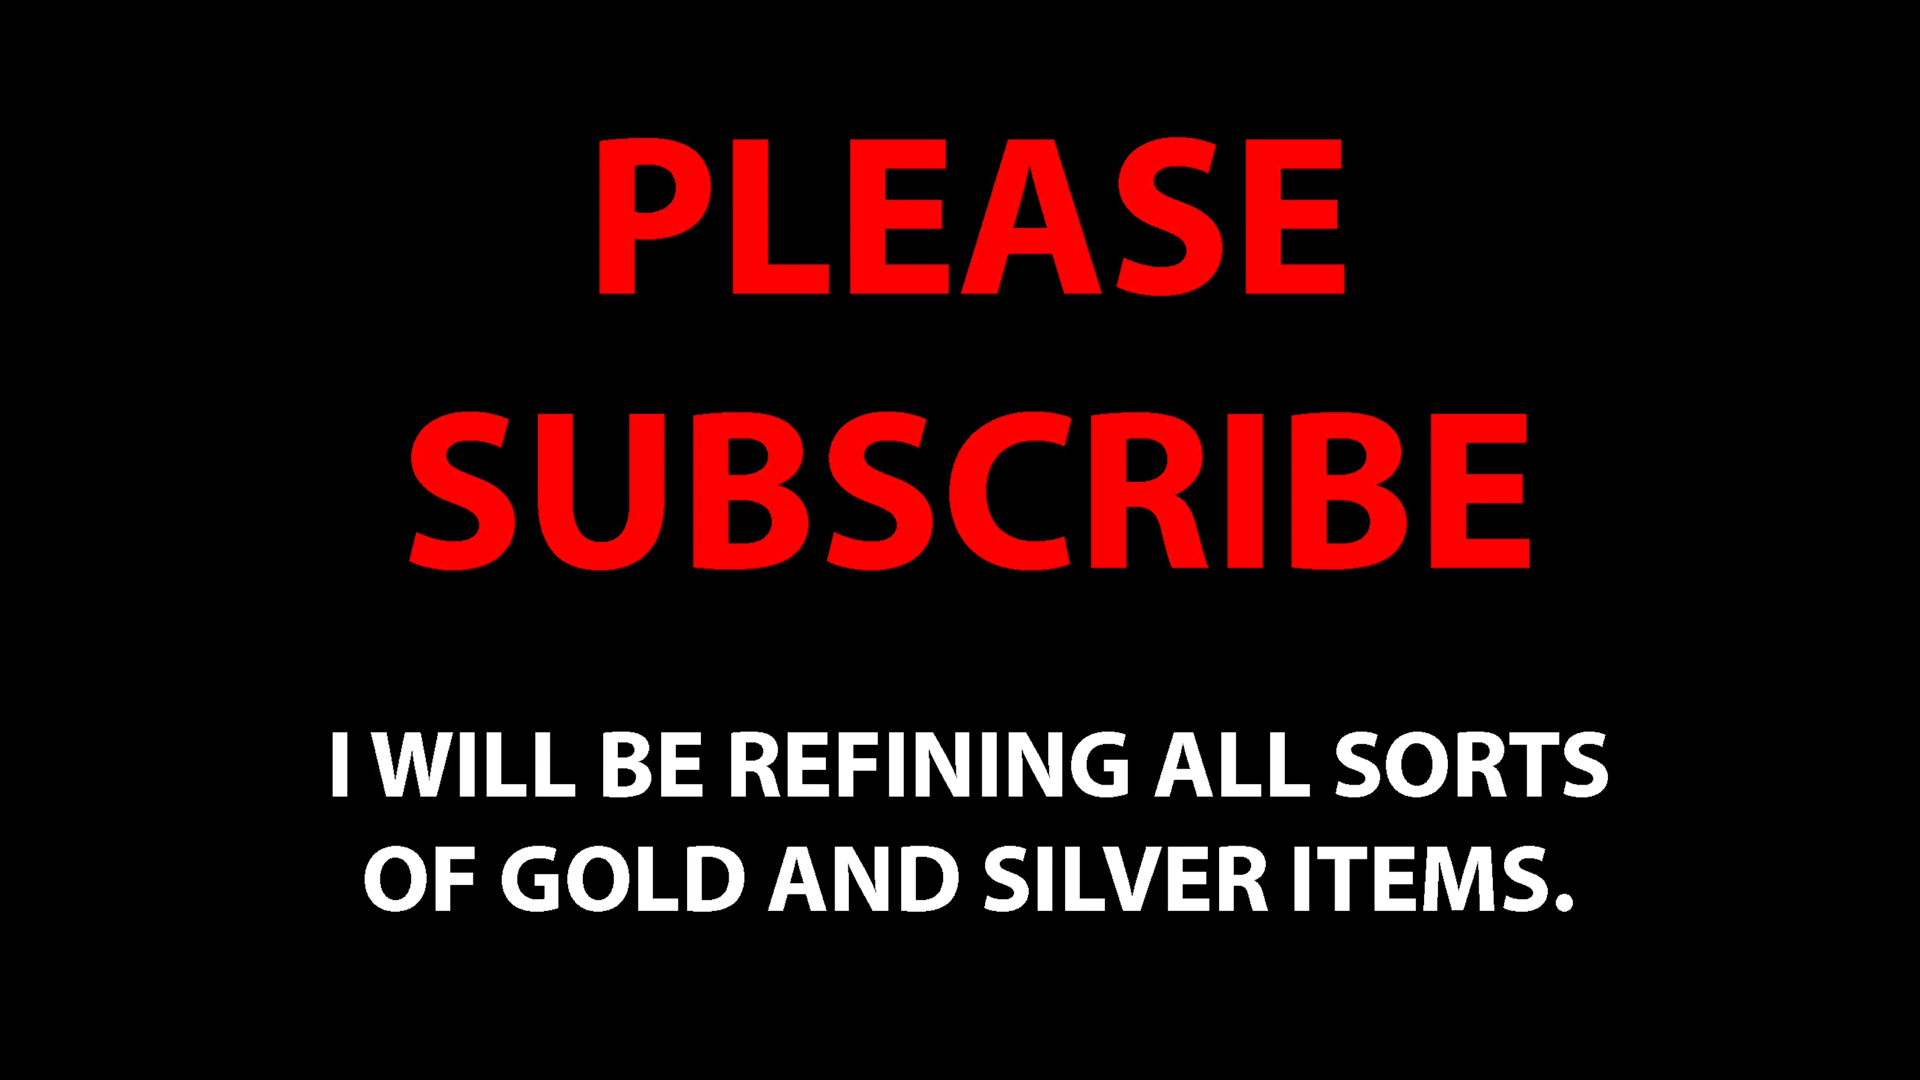 PLEASE
SUBSCRIBE
I WILL BE REFINING ALL SORTS
OF GOLD AND SILVER ITEMS.